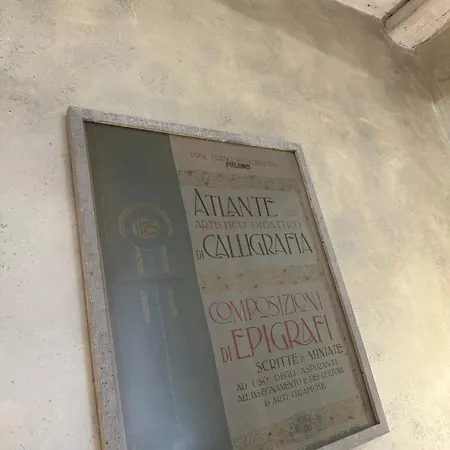 PROF.
MILANO
ATLANTE
ARTISTICO DIDATTICO
DI CALLIGRAFIA
COMPOSIZIONI
DI EPIGRAFI
SCRITTE E MINIATE
AD USO DEGLI ASPIRANTI
ALL'INSEGNAMENTO E DEI CULTORI
D'ARTI GRAFICHE